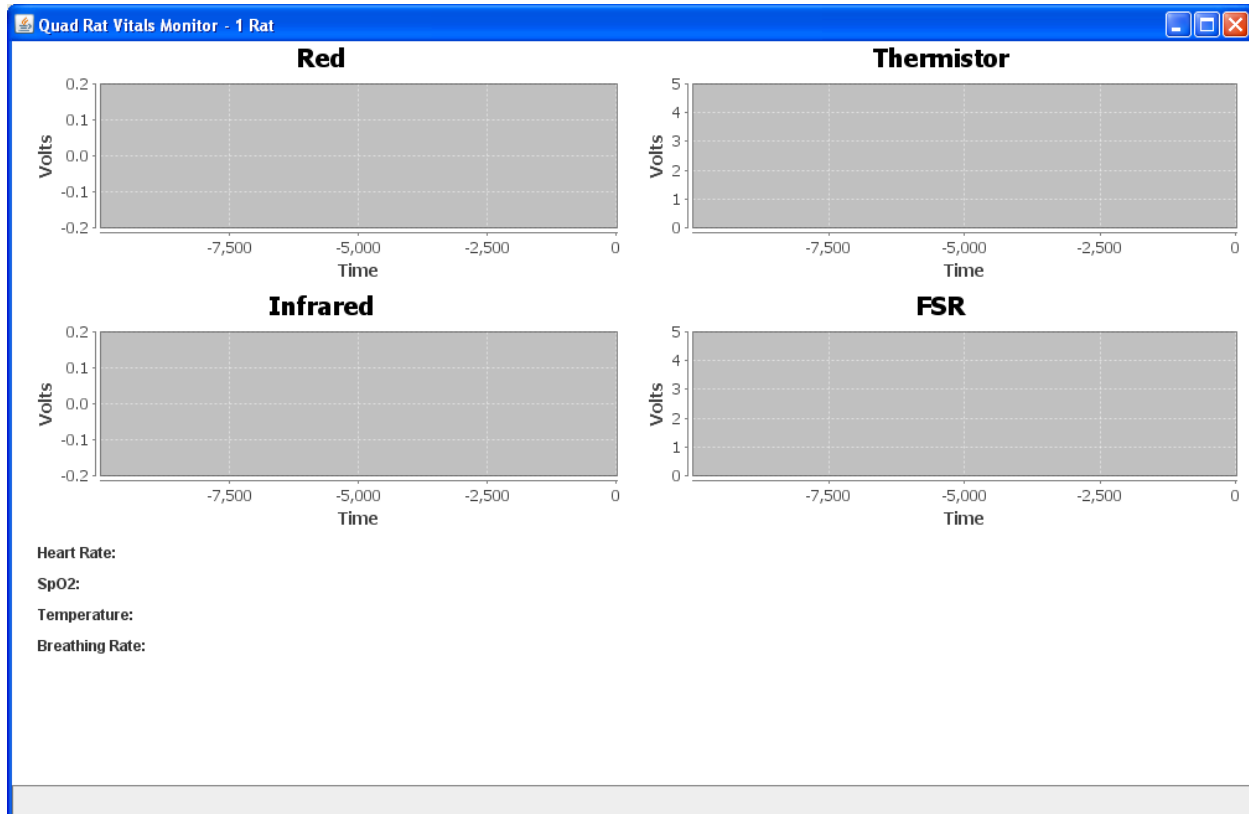 Quad Rat Vitals Monitor - 1 Rat
Red
0.2
0.1
0.0
-0.1
-0.2
Volts
-7,500 -5,000 -2,500 0
Time
Thermistor
5
4
3
2
1
0
Volts
-7,500 -5,000 -2,500 0
Time
Infrared
0.2
0.1
0.0
-0.1
-0.2
Volts
-7,500 -5,000 -2,500 0
Time
FSR
5
4
3
2
1
0
Volts
-7,500 -5,000 -2,500 0
Time
Heart Rate:
SpO2:
Temperature:
Breathing Rate: